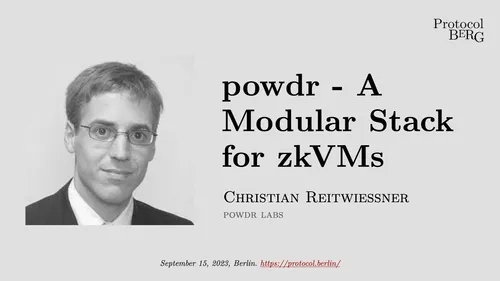 Protocol
BERG
powdr - A
Modular Stack
for zkVMs
Christian Reitwiessner
powdr labs
September 15, 2023, Berlin. https://protocol.berlin/